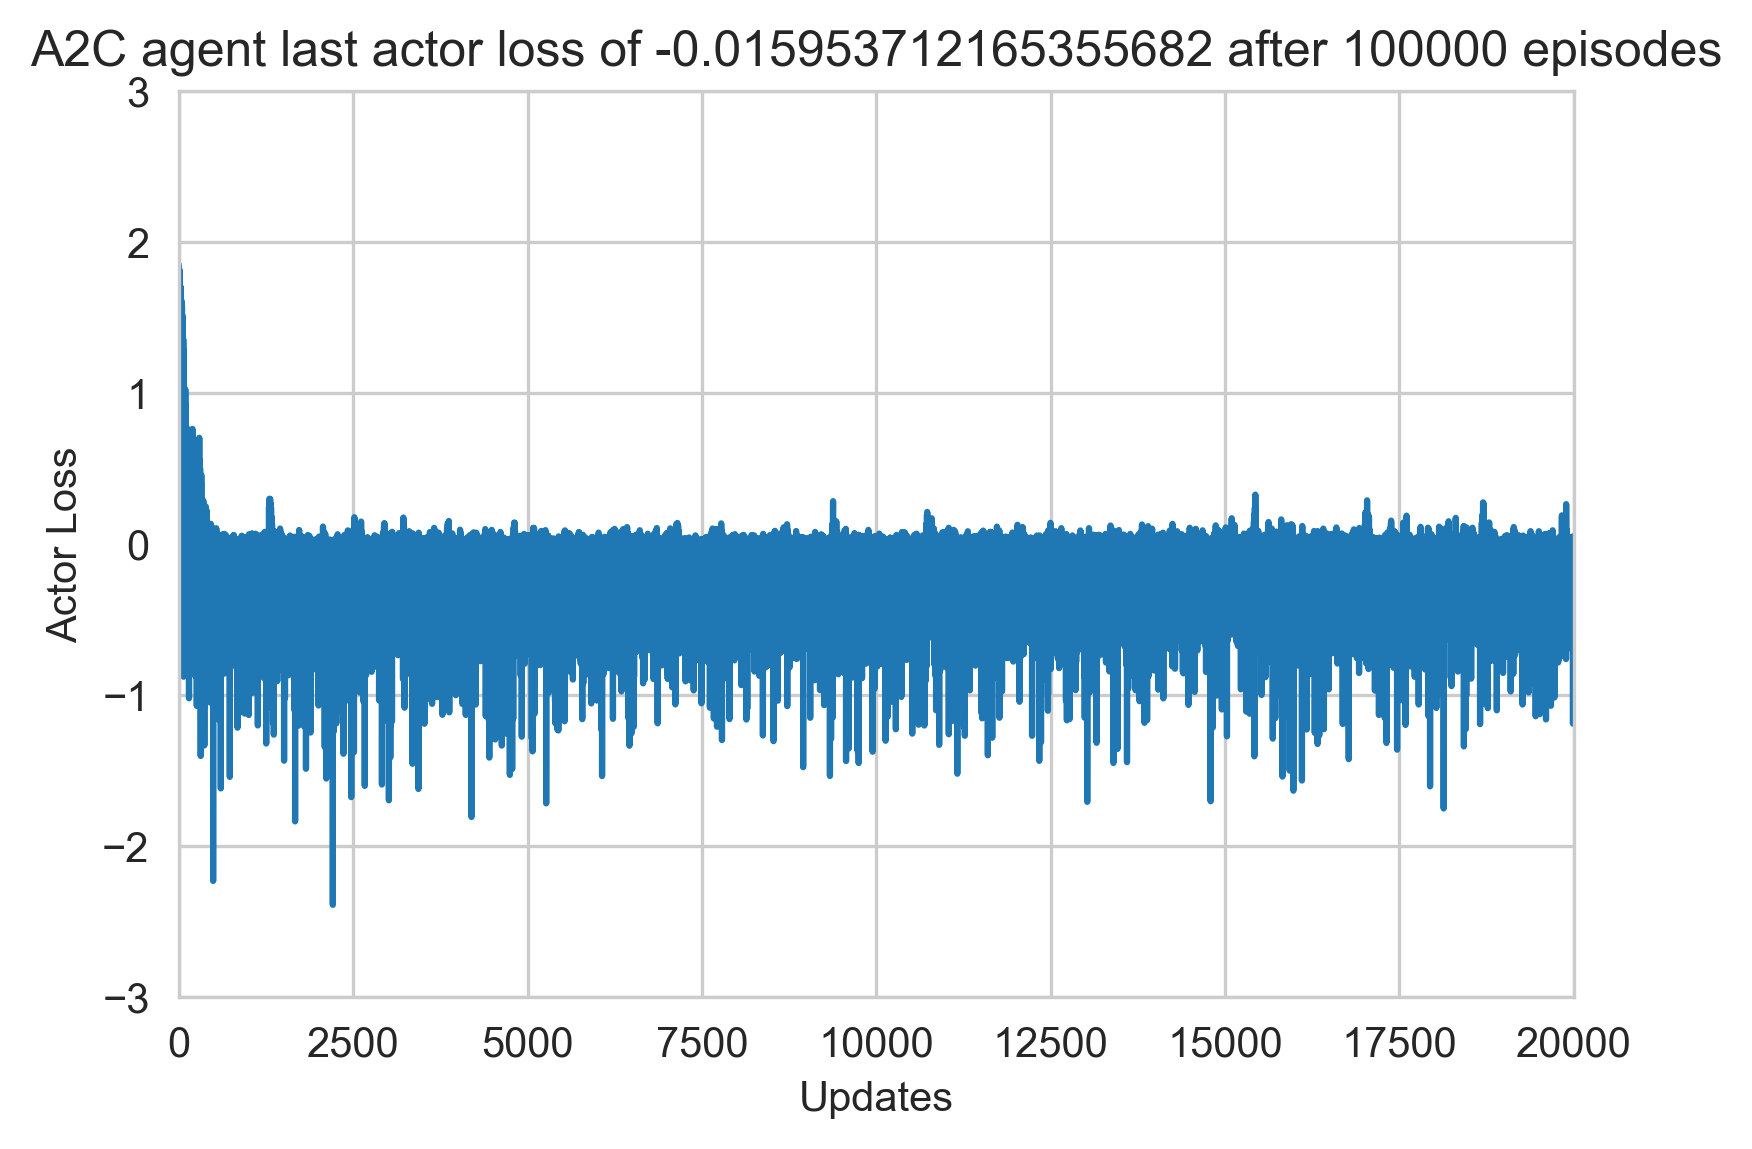 A2C agent last actor loss of -0.015953712165355682 after 100000 episodes
3
2
1
0
−1
−2
−3
Actor Loss
0 2500 5000 7500 10000 12500 15000 17500 20000
Updates